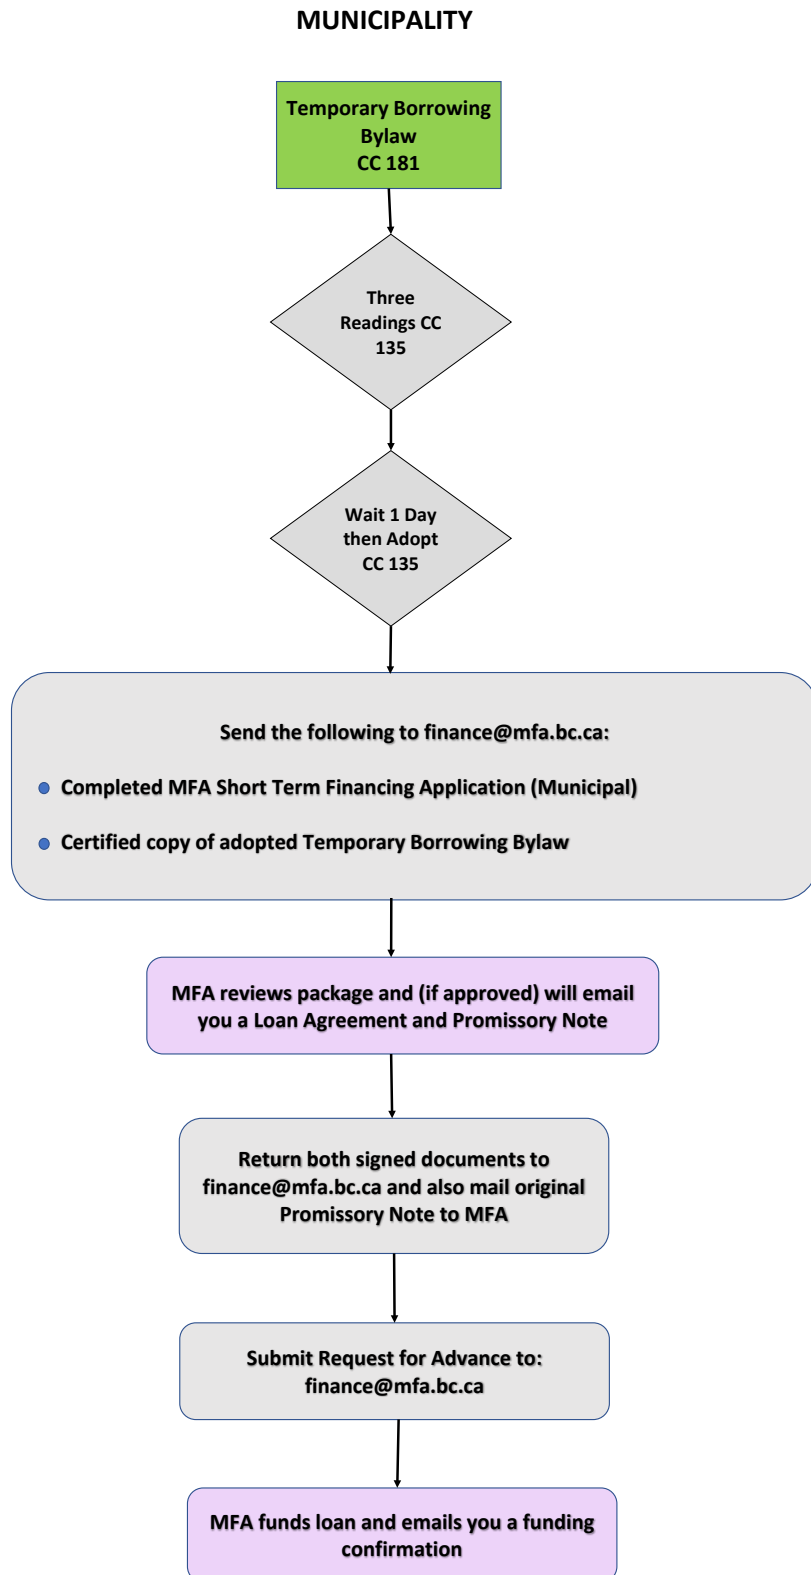 MUNICIPALITY
Temporary Borrowing
Bylaw
CC 181
Three
Readings CC
135
Wait 1 Day
then Adopt
CC 135
Send the following to finance@mfa.bc.ca:
Completed MFA Short Term Financing Application (Municipal)
Certified copy of adopted Temporary Borrowing Bylaw
MFA reviews package and (if approved) will email
you a Loan Agreement and Promissory Note
Return both signed documents to
finance@mfa.bc.ca and also mail original
Promissory Note to MFA
Submit Request for Advance to:
finance@mfa.bc.ca
MFA funds loan and emails you a funding
confirmation